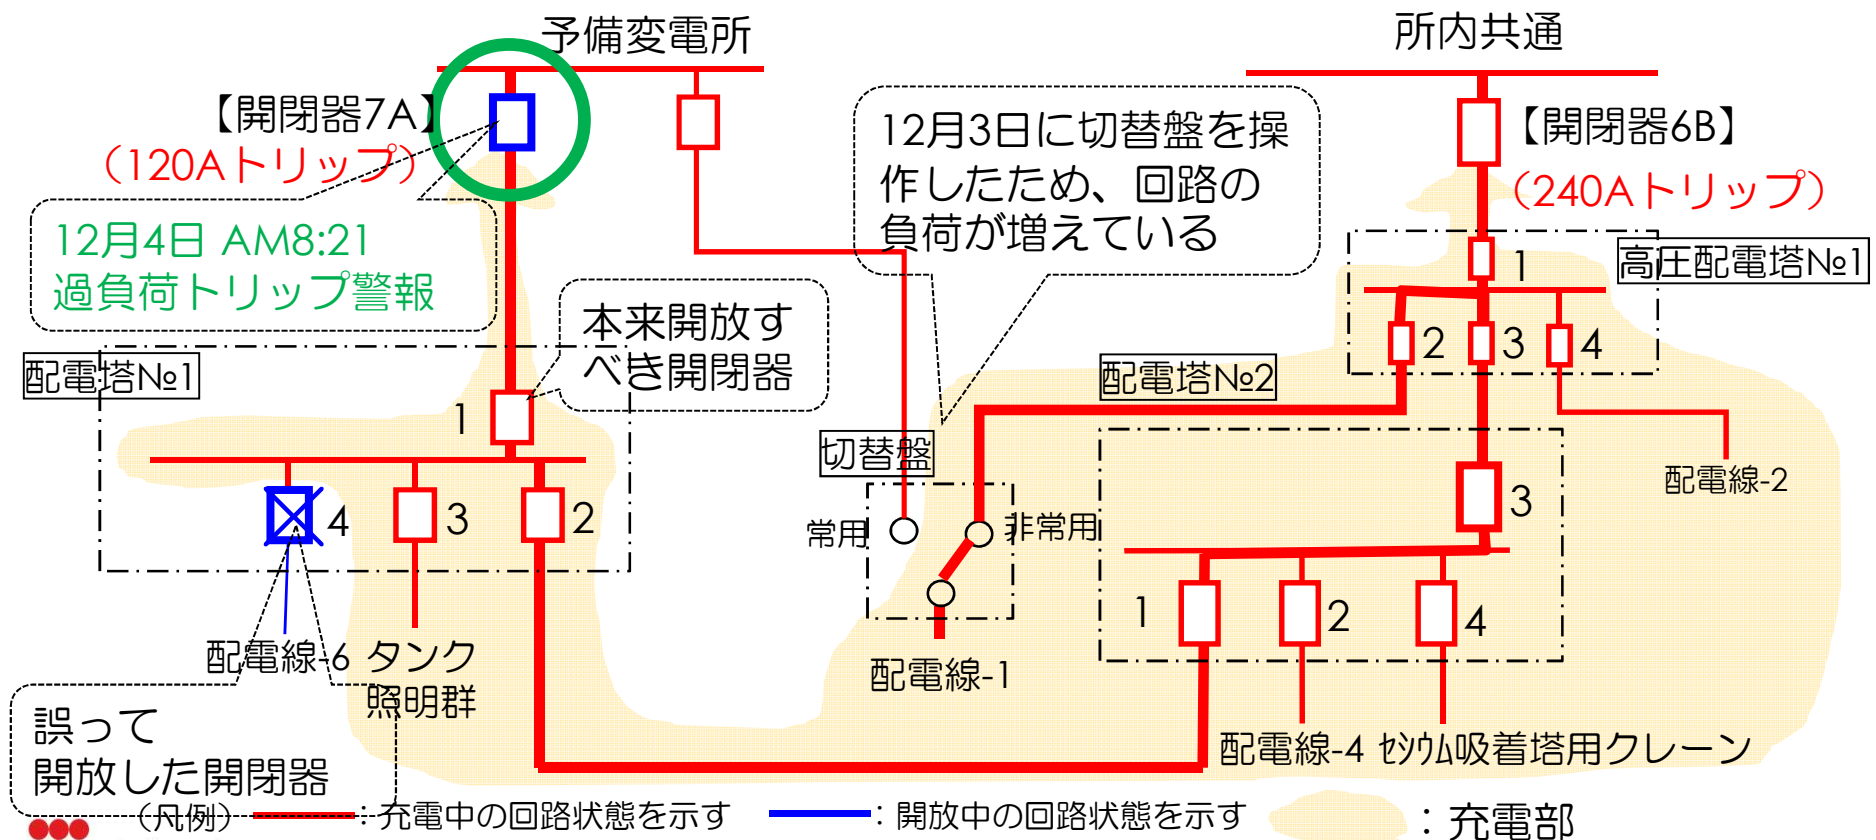 予備変電所
所内共通
【開閉器7A】
（120Aトリップ）
12月3日に切替盤を操
作したため、回路の
負荷が増えている
【開閉器6B】
（240Aトリップ）
12月4日 AM8:21
過負荷トリップ警報
1
高圧配電塔№1
本来開放す
べき開閉器
2
3
4
配電塔№1
配電塔№2
1
切替盤
配電線-2
4
3
2
常用
非常用
3
1
2
4
配電線-6
タンク
照明群
配電線-1
誤って
開放した開閉器
配電線-4
ｾｼｳﾑ吸着塔用クレーン
（凡例）
：充電中の回路状態を示す
：開放中の回路状態を示す
：充電部